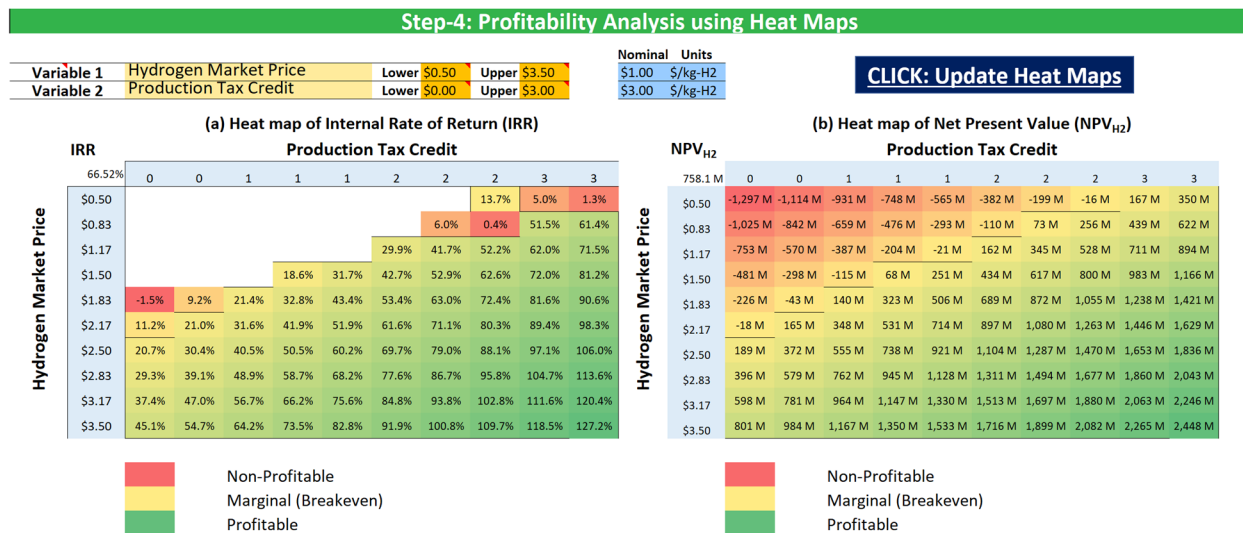 Step-4: Profitability Analysis using Heat Maps
Nominal Units
Variable 1 Hydrogen Market Price Lower $0.50 Upper $3.50 $1.00 $/kg-H2
Variable 2 Production Tax Credit Lower $0.00 Upper $3.00 $3.00 $/kg-H2
CLICK: Update Heat Maps
(a) Heat map of Internal Rate of Return (IRR)
IRR Production Tax Credit
66.52% 0 0 1 1 1 2 2 2 3 3
Hydrogen Market Price
$0.50 13.7% 5.0% 1.3%
$0.83 6.0% 0.4% 51.5% 61.4%
$1.17 29.9% 41.7% 52.2% 62.0% 71.5%
$1.50 18.6% 31.7% 42.7% 52.9% 62.6% 72.0% 81.2%
$1.83 -1.5% 9.2% 21.4% 32.8% 43.4% 53.4% 63.0% 72.4% 81.6% 90.6%
$2.17 11.2% 21.0% 31.6% 41.9% 51.9% 61.6% 71.1% 80.3% 89.4% 98.3%
$2.50 20.7% 30.4% 40.5% 50.5% 60.2% 69.7% 79.0% 88.1% 97.1% 106.0%
$2.83 29.3% 39.1% 48.9% 58.7% 68.2% 77.6% 86.7% 95.8% 104.7% 113.6%
$3.17 37.4% 47.0% 56.7% 66.2% 75.6% 84.8% 93.8% 102.8% 111.6% 120.4%
$3.50 45.1% 54.7% 64.2% 73.5% 82.8% 91.9% 100.8% 109.7% 118.5% 127.2%
Non-Profitable
Marginal (Breakeven)
Profitable
(b) Heat map of Net Present Value (NPVH2)
NPVH2 Production Tax Credit
758.1 M 0 0 1 1 1 2 2 2 3 3
Hydrogen Market Price
$0.50 -1,297 M -1,114 M -931 M -748 M -565 M -382 M -199 M -16 M 167 M 350 M
$0.83 -1,025 M -842 M -659 M -476 M -293 M -110 M 73 M 256 M 439 M 622 M
$1.17 -753 M -570 M -387 M -204 M -21 M 162 M 345 M 528 M 711 M 894 M
$1.50 -481 M -298 M -115 M 68 M 251 M 434 M 617 M 800 M 983 M 1,166 M
$1.83 -226 M -43 M 140 M 323 M 506 M 689 M 872 M 1,055 M 1,238 M 1,421 M
$2.17 -18 M 165 M 348 M 531 M 714 M 897 M 1,080 M 1,263 M 1,446 M 1,629 M
$2.50 189 M 372 M 555 M 738 M 921 M 1,104 M 1,287 M 1,470 M 1,653 M 1,836 M
$2.83 396 M 579 M 762 M 945 M 1,128 M 1,311 M 1,494 M 1,677 M 1,860 M 2,043 M
$3.17 598 M 781 M 964 M 1,147 M 1,330 M 1,513 M 1,697 M 1,880 M 2,063 M 2,246 M
$3.50 801 M 984 M 1,167 M 1,350 M 1,533 M 1,716 M 1,899 M 2,082 M 2,265 M 2,448 M
Non-Profitable
Marginal (Breakeven)
Profitable